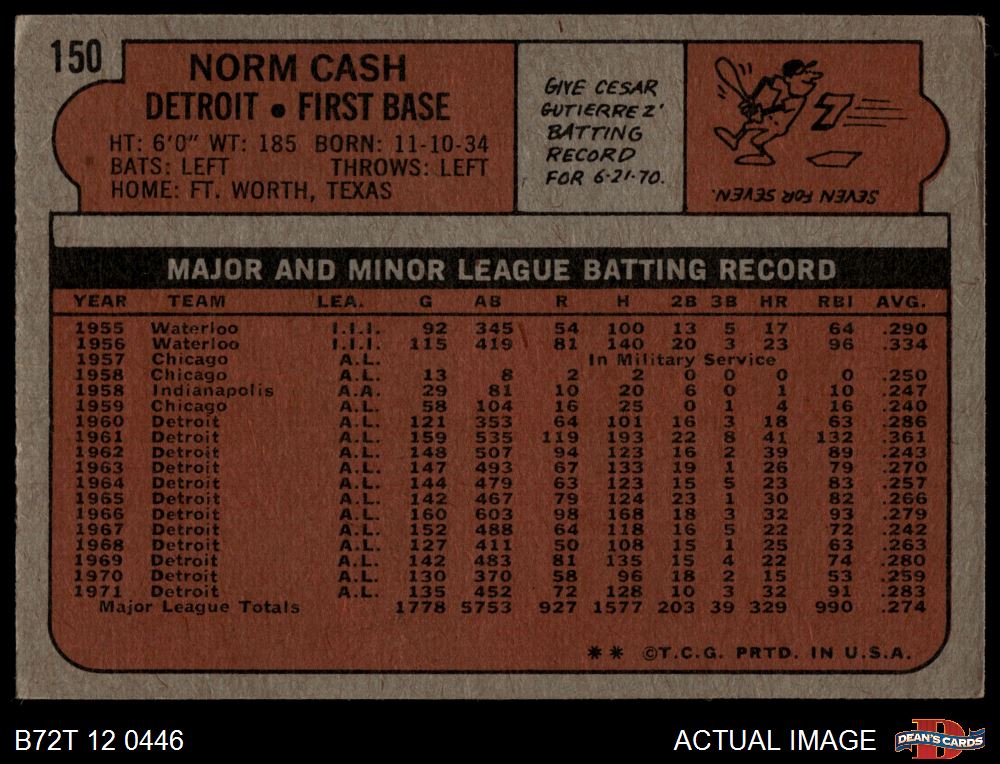 150
NORM CASH
DETROIT • FIRST BASE
HT: 6'0" WT: 185 BORN: 11-10-34
BATS: LEFT THROWS: LEFT
HOME: FT. WORTH, TEXAS
GIVE CESAR
GUTIERREZ'
BATTING
RECORD
FOR 6-21-70.
7
SEVEN FOR SEVEN.
MAJOR AND MINOR LEAGUE BATTING RECORD
YEAR TEAM LEA. G AB R H 2B 3B HR RBI AVG.
1955 Waterloo I.I.I. 92 345 54 100 13 5 17 64 .290
1956 Waterloo I.I.I. 115 419 81 140 20 3 23 96 .334
1957 Chicago A.L. In Military Service
1958 Chicago A.L. 13 8 2 2 0 0 0 0 .250
1958 Indianapolis A.A. 29 81 10 20 6 0 1 10 .247
1959 Chicago A.L. 58 104 16 25 0 1 4 16 .240
1960 Detroit A.L. 121 353 64 101 16 3 18 63 .286
1961 Detroit A.L. 159 535 119 193 22 8 41 132 .361
1962 Detroit A.L. 148 507 94 123 16 2 39 89 .243
1963 Detroit A.L. 147 493 67 133 19 1 26 79 .270
1964 Detroit A.L. 144 479 63 123 15 5 23 83 .257
1965 Detroit A.L. 142 467 79 124 23 1 30 82 .266
1966 Detroit A.L. 160 603 98 168 18 3 32 93 .279
1967 Detroit A.L. 152 488 64 118 16 5 22 72 .242
1968 Detroit A.L. 127 411 50 108 15 1 25 63 .263
1969 Detroit A.L. 142 483 81 135 15 4 22 74 .280
1970 Detroit A.L. 130 370 58 96 18 2 15 53 .259
1971 Detroit A.L. 135 452 72 128 10 3 32 91 .283
Major League Totals 1778 5753 927 1577 203 39 329 990 .274
** ©T.C.G. PRTD. IN U.S.A.
B72T 12 0446
ACTUAL IMAGE
D
DEAN'S CARDS